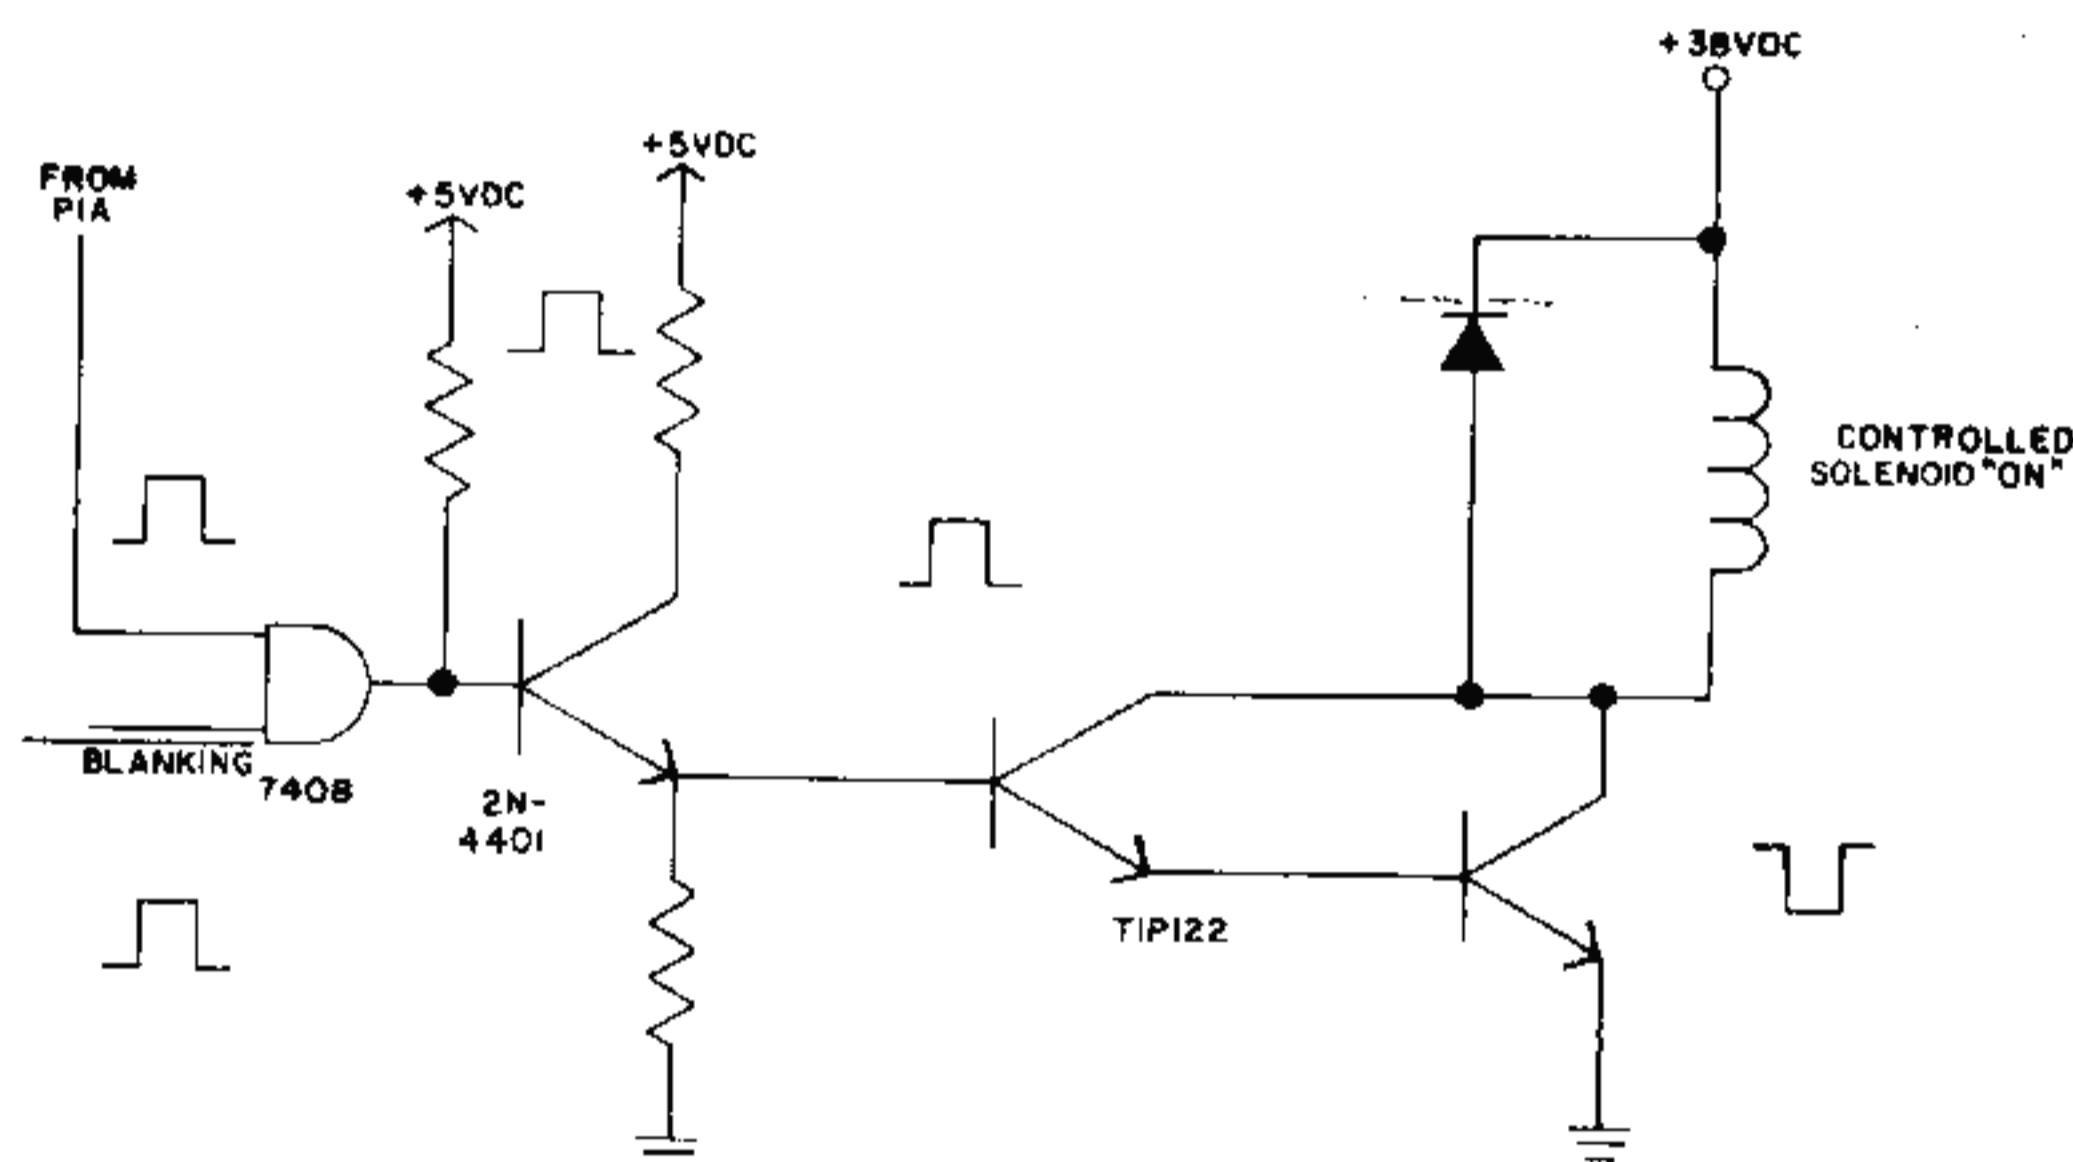 +38VDC
+5VDC
FROM
PIA
+5VDC
CONTROLLED
SOLENOID "ON"
BLANKING
7408
2N-
4401
TIP122